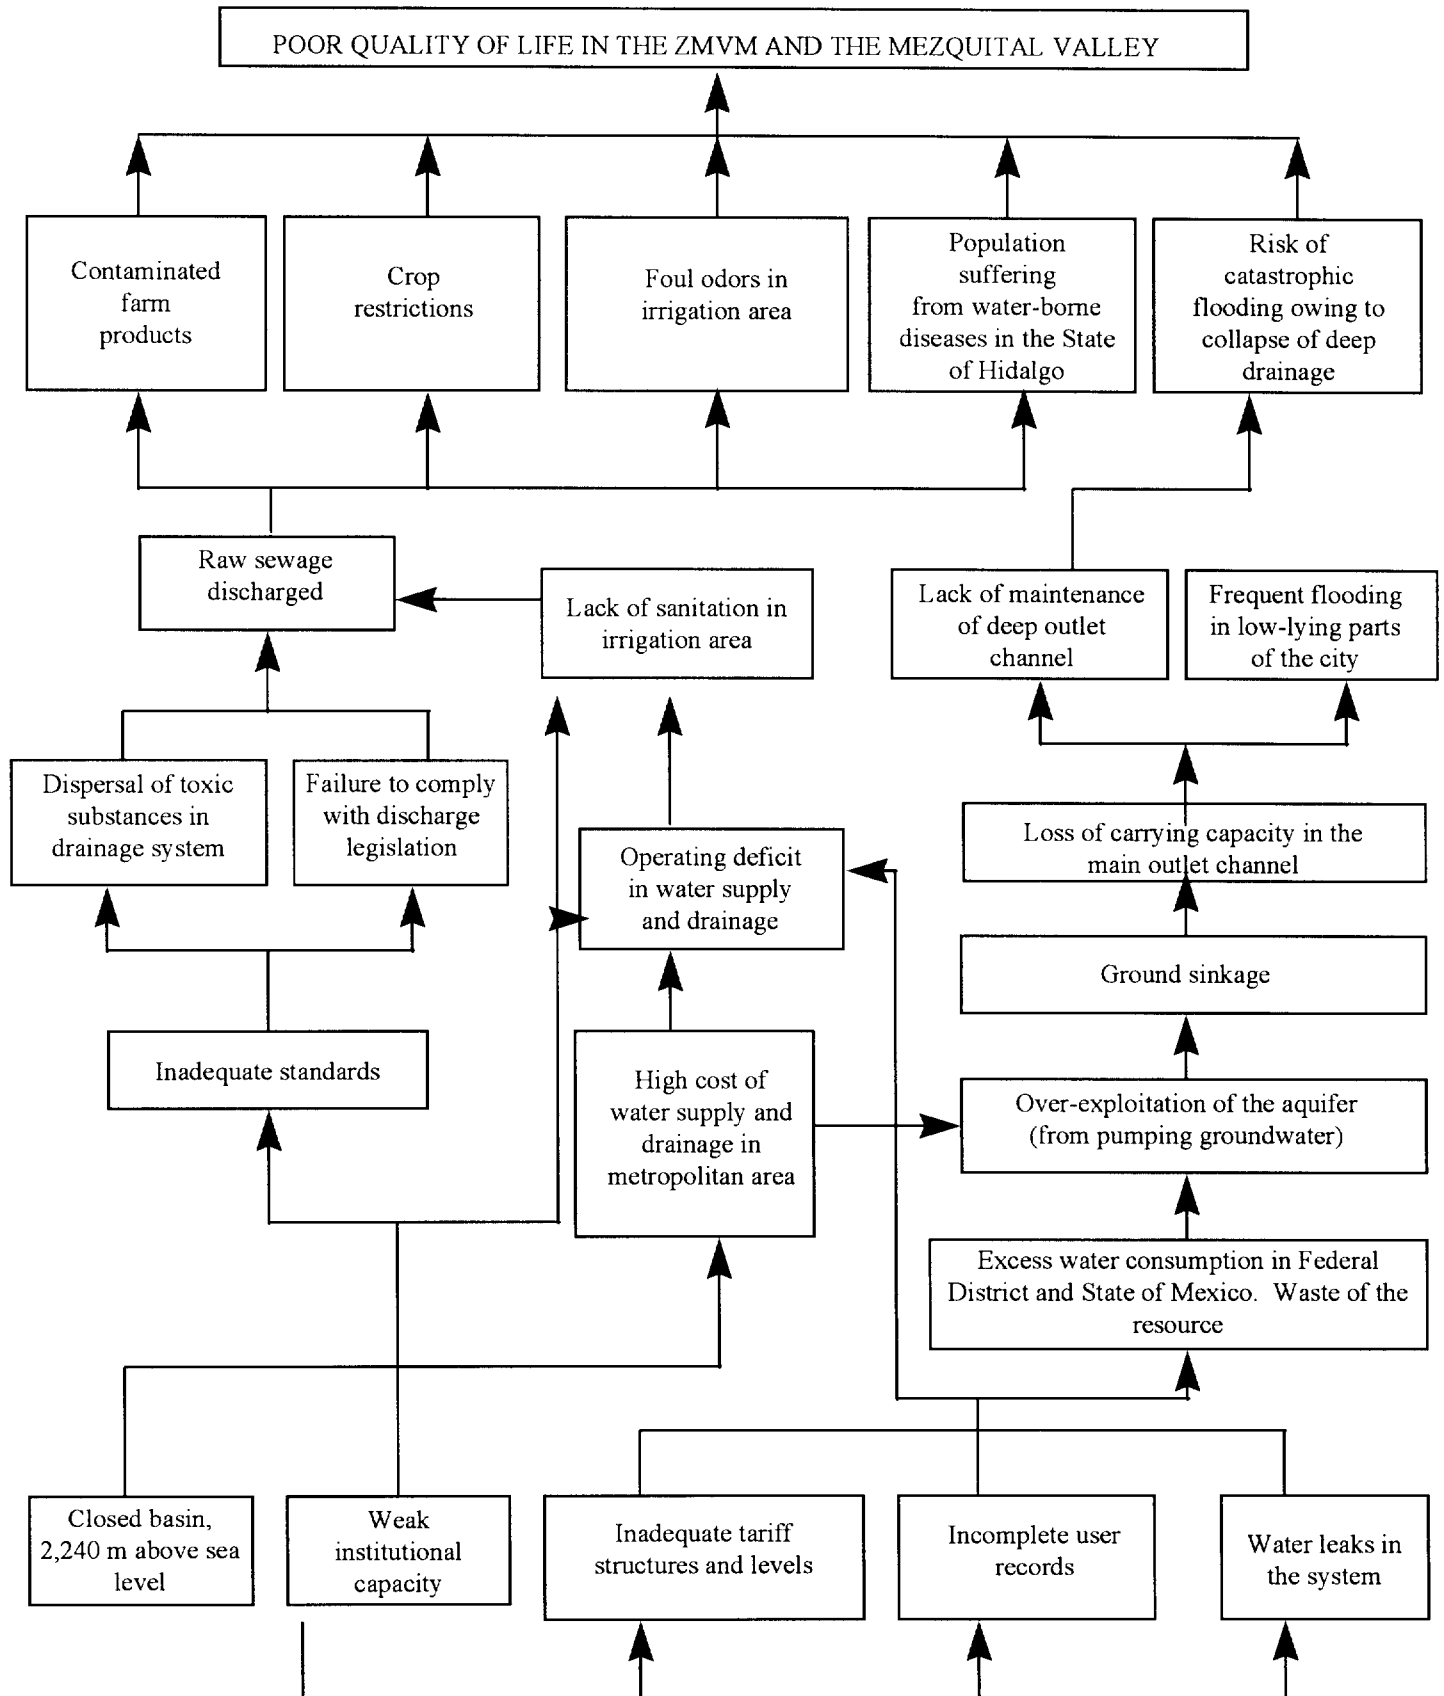 POOR QUALITY OF LIFE IN THE ZMVM AND THE MEZQUITAL VALLEY
Contaminated
farm
products
Crop
restrictions
Foul odors in
irrigation area
Population
suffering
from water-borne
diseases in the State
of Hidalgo
Risk of
catastrophic
flooding owing to
collapse of deep
drainage
Raw sewage
discharged
Lack of sanitation in
irrigation area
Lack of maintenance
of deep outlet
channel
Frequent flooding
in low-lying parts
of the city
Dispersal of toxic
substances in
drainage system
Failure to comply
with discharge
legislation
Operating deficit
in water supply
and drainage
Loss of carrying capacity in the
main outlet channel
Ground sinkage
Inadequate standards
High cost of
water supply and
drainage in
metropolitan area
Over-exploitation of the aquifer
(from pumping groundwater)
Excess water consumption in Federal
District and State of Mexico.  Waste of the
resource
Closed basin,
2,240 m above sea
level
Weak
institutional
capacity
Inadequate tariff
structures and levels
Incomplete user
records
Water leaks in
the system